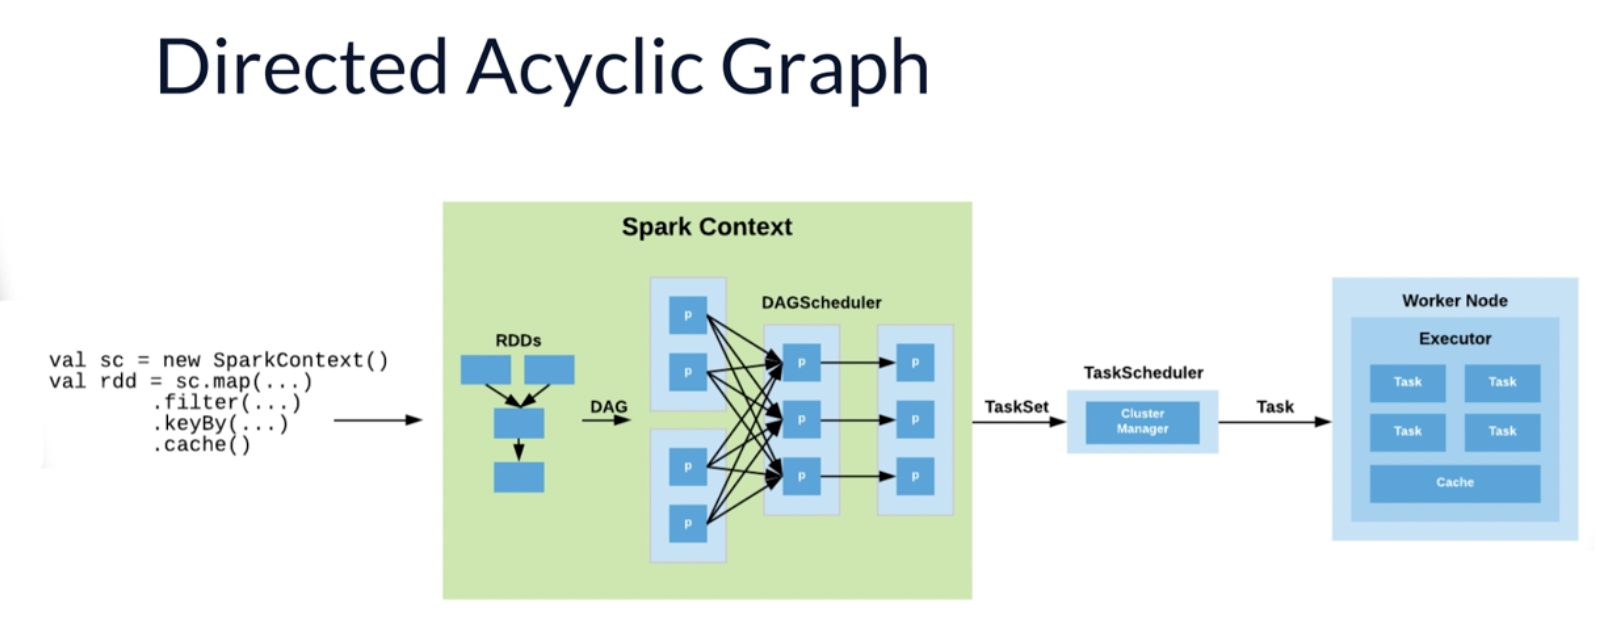 Directed Acyclic Graph
val sc = new SparkContext()
val rdd = sc.map(...)
.filter(...)
.keyBy(...)
.cache()
Spark Context
RDDs
DAG
DAGScheduler
p
p
p
p
p
p
p
p
p
p
TaskSet
TaskScheduler
Cluster
Manager
Task
Worker Node
Executor
Task
Task
Task
Task
Cache